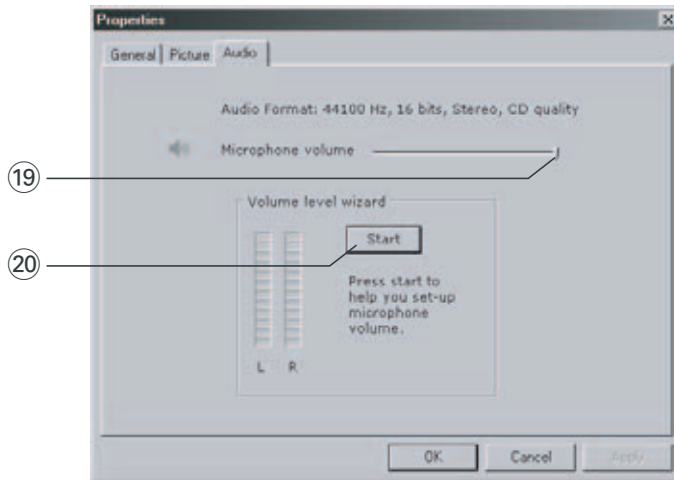 Properties
General Picture Audio
Audio Format: 44100 Hz, 16 bits, Stereo, CD quality
Microphone volume
19
Volume level wizard
20
Start
Press start to
help you set-up
microphone
volume.
L R
OK Cancel Apply